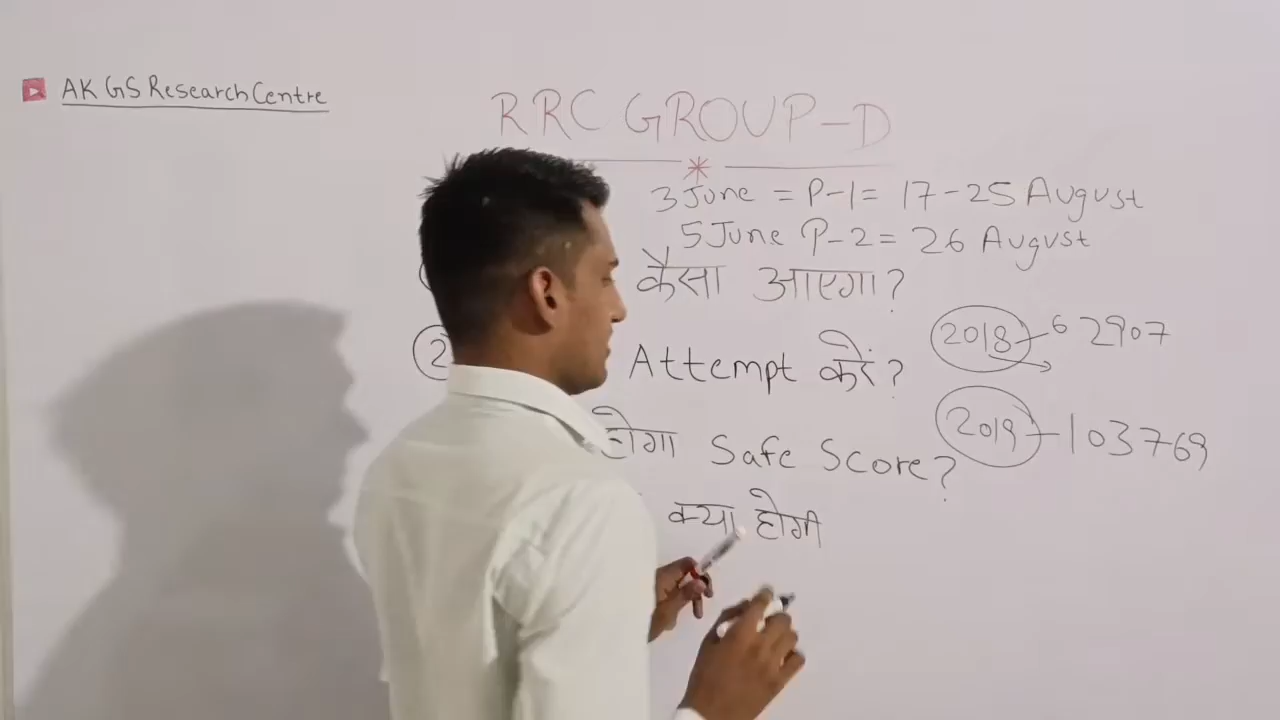 AK GS Research Centre
RRC GROUP-D
3 June = P-1 = 17-25 August
5 June P-2 = 26 August
कैसा आएगा?
2 Attempt करें?
2018 - 62907
होगा Safe Score?
2019 - 103769
क्या होगी